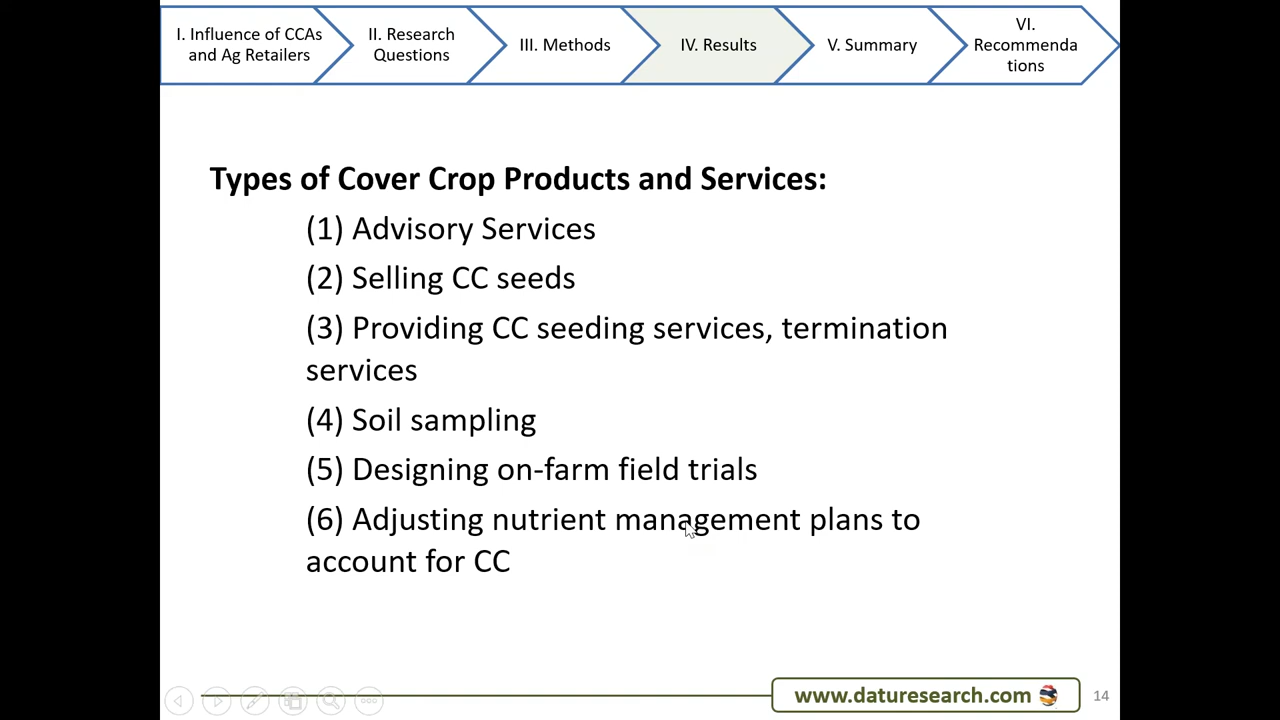 I. Influence of CCAs
and Ag Retailers
II. Research
Questions
III. Methods
IV. Results
V. Summary
VI.
Recommenda
tions
Types of Cover Crop Products and Services:
(1) Advisory Services
(2) Selling CC seeds
(3) Providing CC seeding services, termination
services
(4) Soil sampling
(5) Designing on-farm field trials
(6) Adjusting nutrient management plans to
account for CC
www.daturesearch.com
14